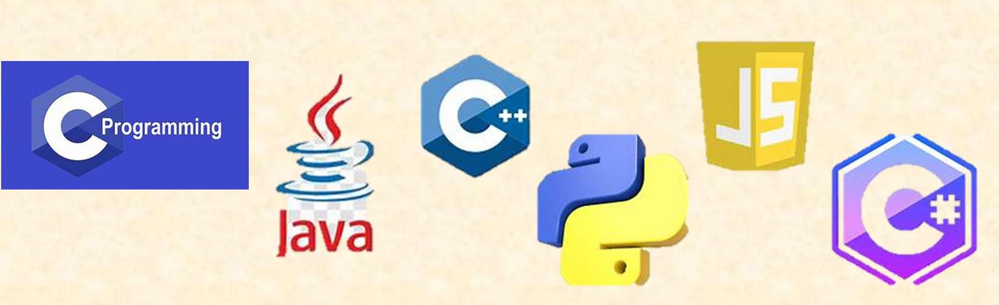 C Programming
Java
C++
JS
C#